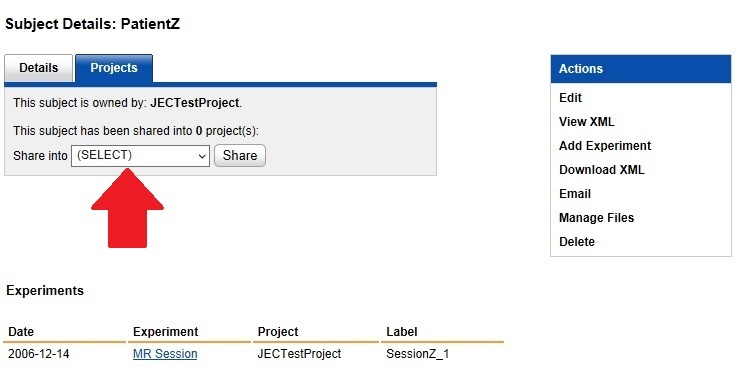 Subject Details: PatientZ
Details Projects
This subject is owned by: JECTestProject.
This subject has been shared into 0 project(s):
Share into (SELECT) Share
Actions
Edit
View XML
Add Experiment
Download XML
Email
Manage Files
Delete
Experiments
Date Experiment Project Label
2006-12-14 MR Session JECTestProject SessionZ_1